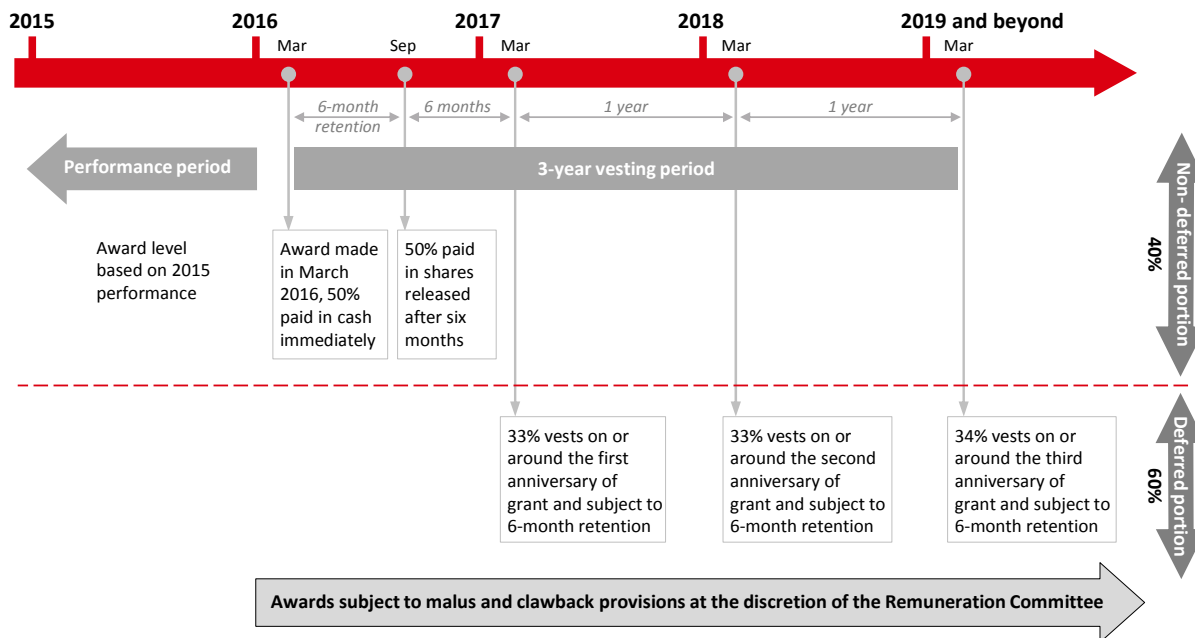 2015
2016
2017
2018
2019 and beyond
Mar
Sep
Mar
Mar
Mar
6-month
retention
6 months
1 year
1 year
Performance period
3-year vesting period
Award level
based on 2015
performance
Award made
in March
2016, 50%
paid in cash
immediately
50% paid
in shares
released
after six
months
Non- deferred portion
40%
33% vests on or
around the first
anniversary of
grant and subject to
6-month retention
33% vests on or
around the second
anniversary of
grant and subject to
6-month retention
34% vests on or
around the third
anniversary of
grant and subject to
6-month retention
Deferred portion
60%
Awards subject to malus and clawback provisions at the discretion of the Remuneration Committee